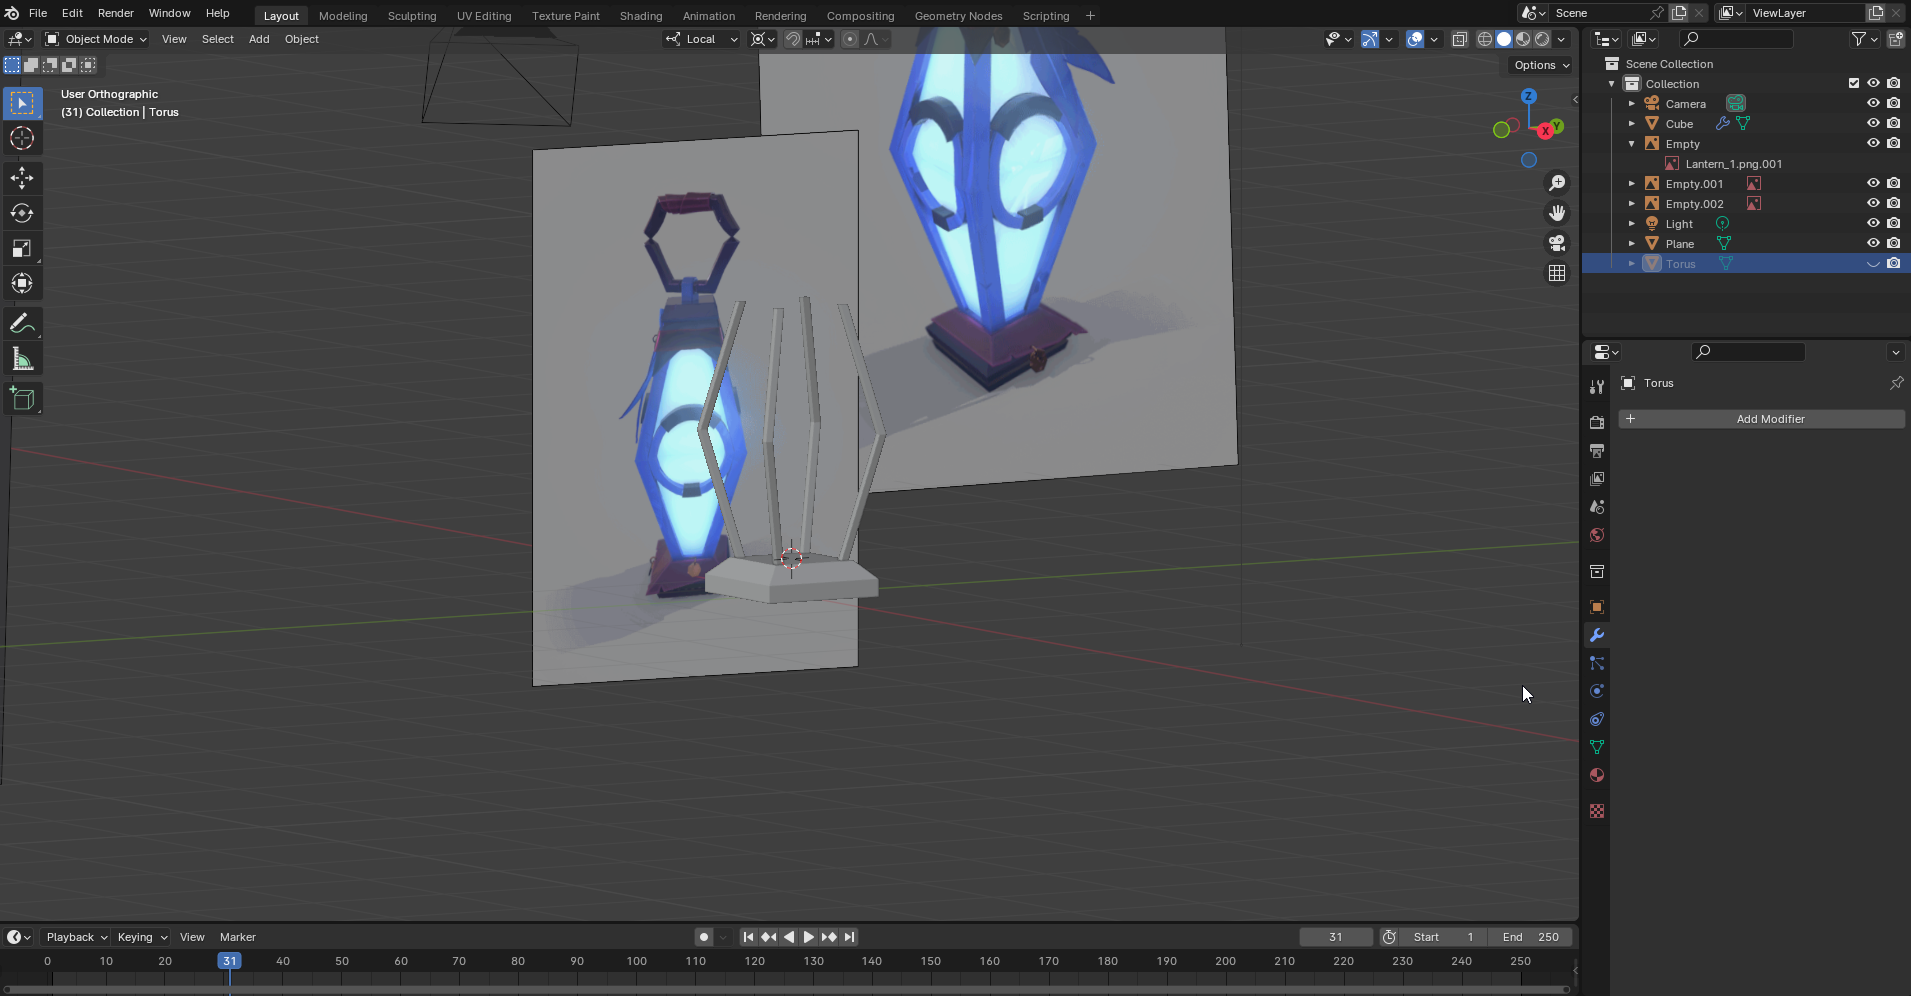 File Edit Render Window Help Layout Modeling Sculpting UV Editing Texture Paint Shading Animation Rendering Compositing Geometry Nodes Scripting + Scene ViewLayer
Object Mode View Select Add Object Local
Options
User Orthographic
(31) Collection | Torus
Z
Y
X
Scene Collection
Collection
Camera
Cube
Empty
Lantern_1.png.001
Empty.001
Empty.002
Light
Plane
Torus
Torus
+ Add Modifier
Playback Keying View Marker 31 Start 1 End 250
0 10 20 31 40 50 60 70 80 90 100 110 120 130 140 150 160 170 180 190 200 210 220 230 240 250